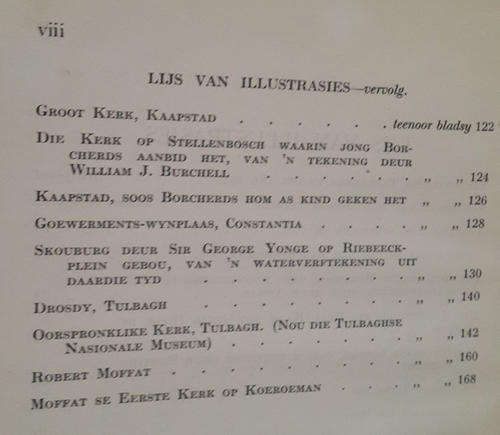 viii
LIJS VAN ILLUSTRASIES—vervolg.
GROOT KERK, KAAPSTAD . . . . . teenoor bladsy 122
DIE KERK OP STELLENBOSCH WAARIN JONG BOR-
CHERDS AANBID HET, VAN 'N TEKENING DEUR
WILLIAM J. BURCHELL . . . . . „ „ 124
KAAPSTAD, SOOS BORCHERDS HOM AS KIND GEKEN HET „ „ 126
GOEWERMENTS-WYNPLAAS, CONSTANTIA . . . . „ „ 128
SKOUBURG DEUR SIR GEORGE YONGE OP RIEBEECK-
PLEIN GEBOU, VAN 'N WATERVERFTEKENING UIT
DAARDIE TYD . . . . . . . „ „ 130
DROSDY, TULBAGH . . . . . . . „ „ 140
OORSPRONKLIKE KERK, TULBAGH. (NOU DIE TULBAGHSE
NASIONALE MUSEUM) . . . . . . „ „ 142
ROBERT MOFFAT . . . . . . . „ „ 160
MOFFAT SE EERSTE KERK OP KOEROEMAN . . . „ „ 168